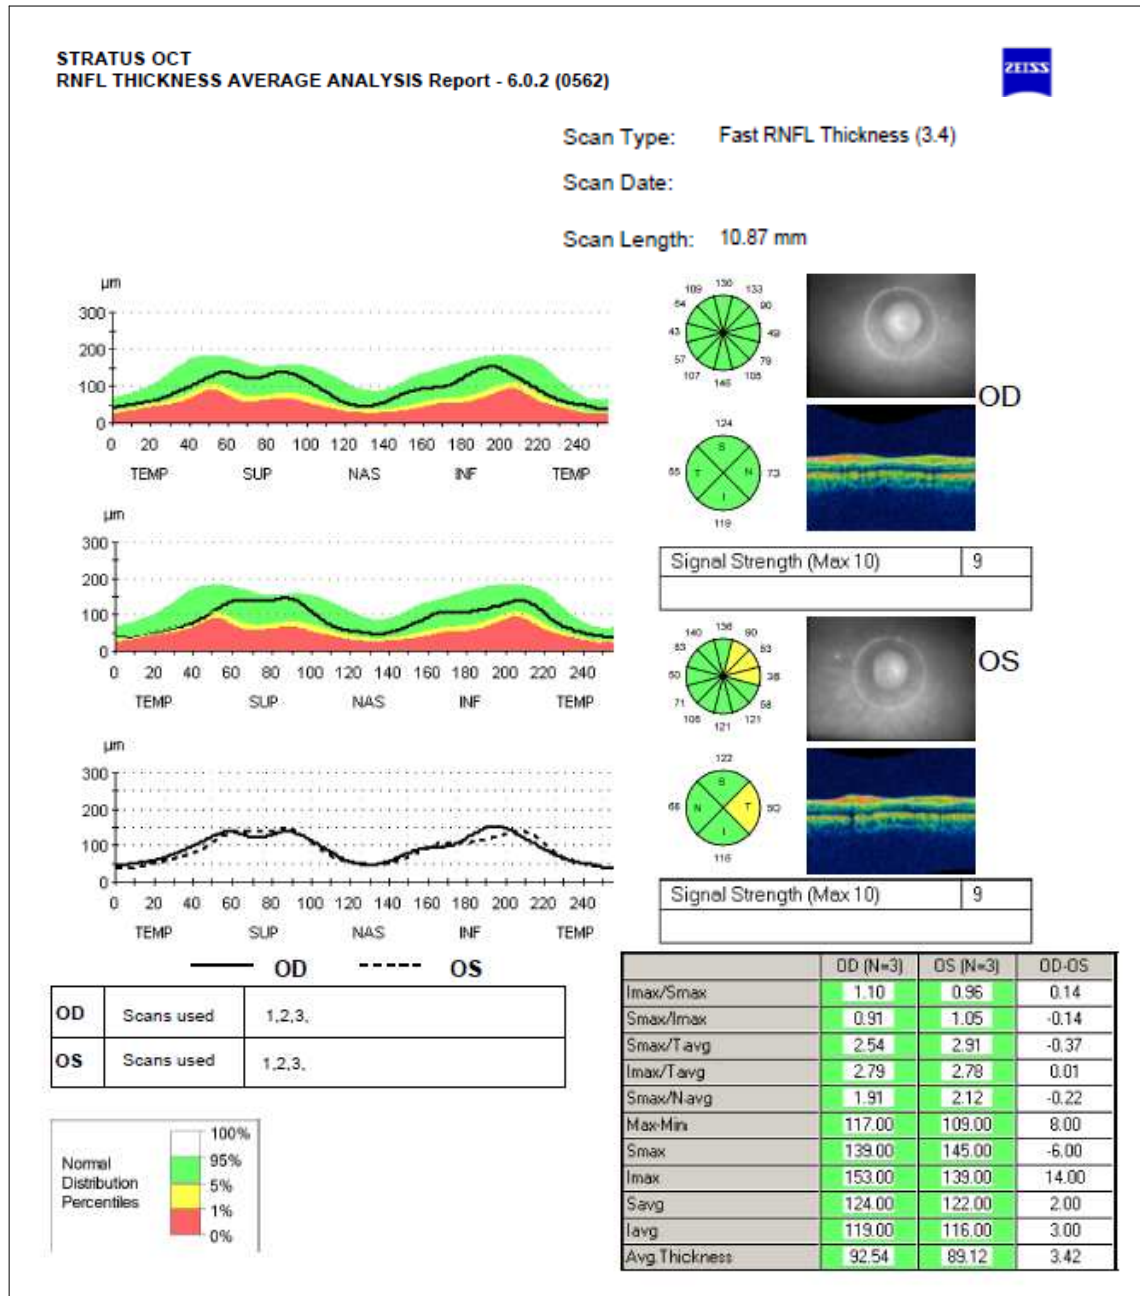 STRATUS OCT
RNFL THICKNESS AVERAGE ANALYSIS Report - 6.0.2 (0562)
ZEISS
Scan Type: Fast RNFL Thickness (3.4)
Scan Date:
Scan Length: 10.87 mm
µm
300
200
100
0
0 20 40 60 80 100 120 140 160 180 200 220 240
TEMP SUP NAS INF TEMP
109 130 133
64 90
43 49
57 79
107 146 108
OD
124
S
55 T N 73
I
119
Signal Strength (Max 10) 9
µm
300
200
100
0
0 20 40 60 80 100 120 140 160 180 200 220 240
TEMP SUP NAS INF TEMP
140 136 90
83 53
60 38
71 58
106 121 121
OS
122
S
66 N T 50
I
116
Signal Strength (Max 10) 9
µm
300
200
100
0
0 20 40 60 80 100 120 140 160 180 200 220 240
TEMP SUP NAS INF TEMP
OD OS
OD Scans used 1,2,3,
OS Scans used 1,2,3,
Normal
Distribution
Percentiles
100%
95%
5%
1%
0%
OD (N=3) OS (N=3) OD-OS
Imax/Smax 1.10 0.96 0.14
Smax/Imax 0.91 1.05 -0.14
Smax/Tavg 2.54 2.91 -0.37
Imax/Tavg 2.79 2.78 0.01
Smax/Navg 1.91 2.12 -0.22
Max-Min 117.00 109.00 8.00
Smax 139.00 145.00 -6.00
Imax 153.00 139.00 14.00
Savg 124.00 122.00 2.00
Iavg 119.00 116.00 3.00
Avg.Thickness 92.54 89.12 3.42